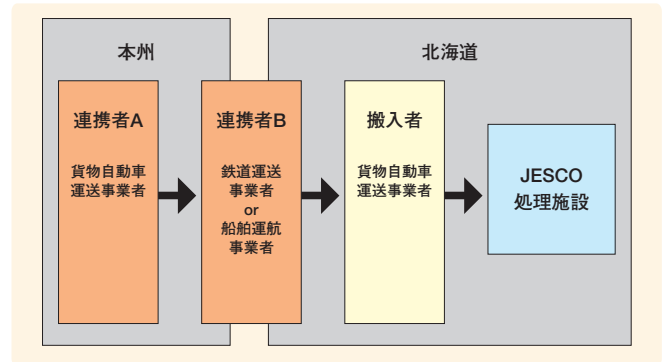 本州
北海道
連携者A
貨物自動車
運送事業者
連携者B
鉄道運送
事業者
or
船舶運航
事業者
搬入者
貨物自動車
運送事業者
JESCO
処理施設